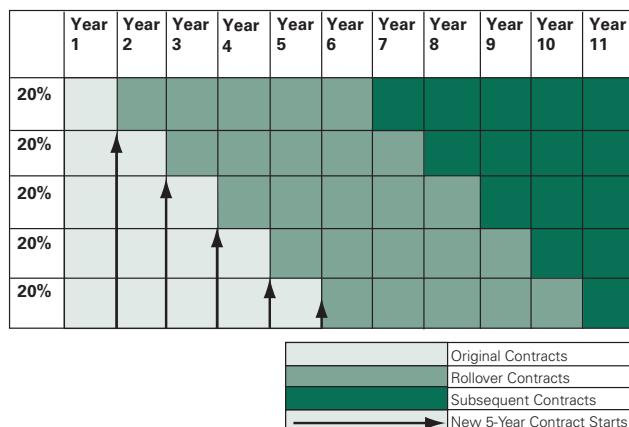 Year 1 Year 2 Year 3 Year 4 Year 5 Year 6 Year 7 Year 8 Year 9 Year 10 Year 11
20%
20%
20%
20%
20%
Original Contracts
Rollover Contracts
Subsequent Contracts
New 5-Year Contract Starts